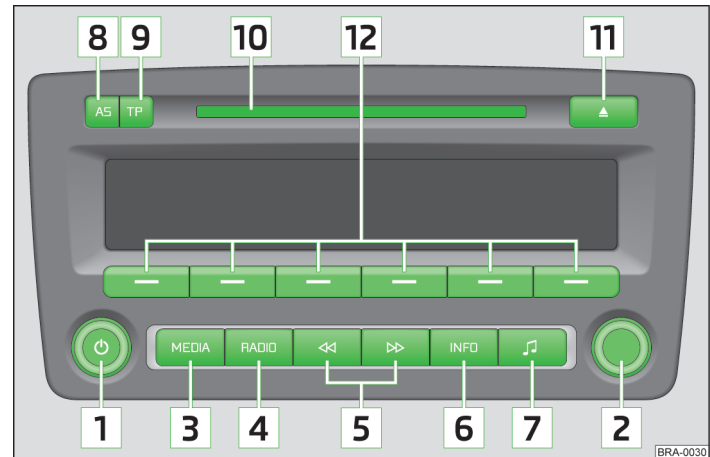 8 9 10 12 11
AS TP
MEDIA RADIO INFO
1 3 4 5 6 7 2
BRA-0030